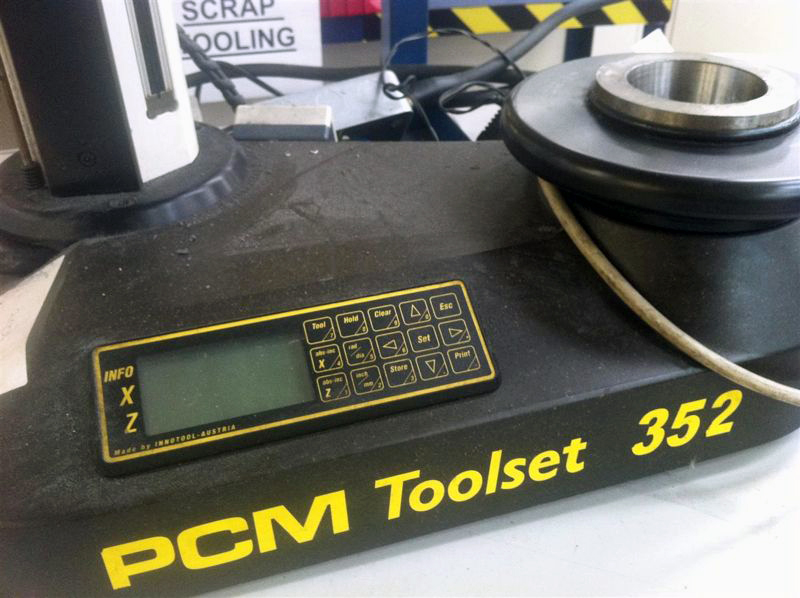 SCRAP
TOOLING
INFO
X
Z
Tool
Hold
Clear
Esc
abs-inc
X
rad
dia
Set
abs-inc
Z
inch
mm
Store
Print
Made by INNOTOOL-AUSTRIA
PCM Toolset 352